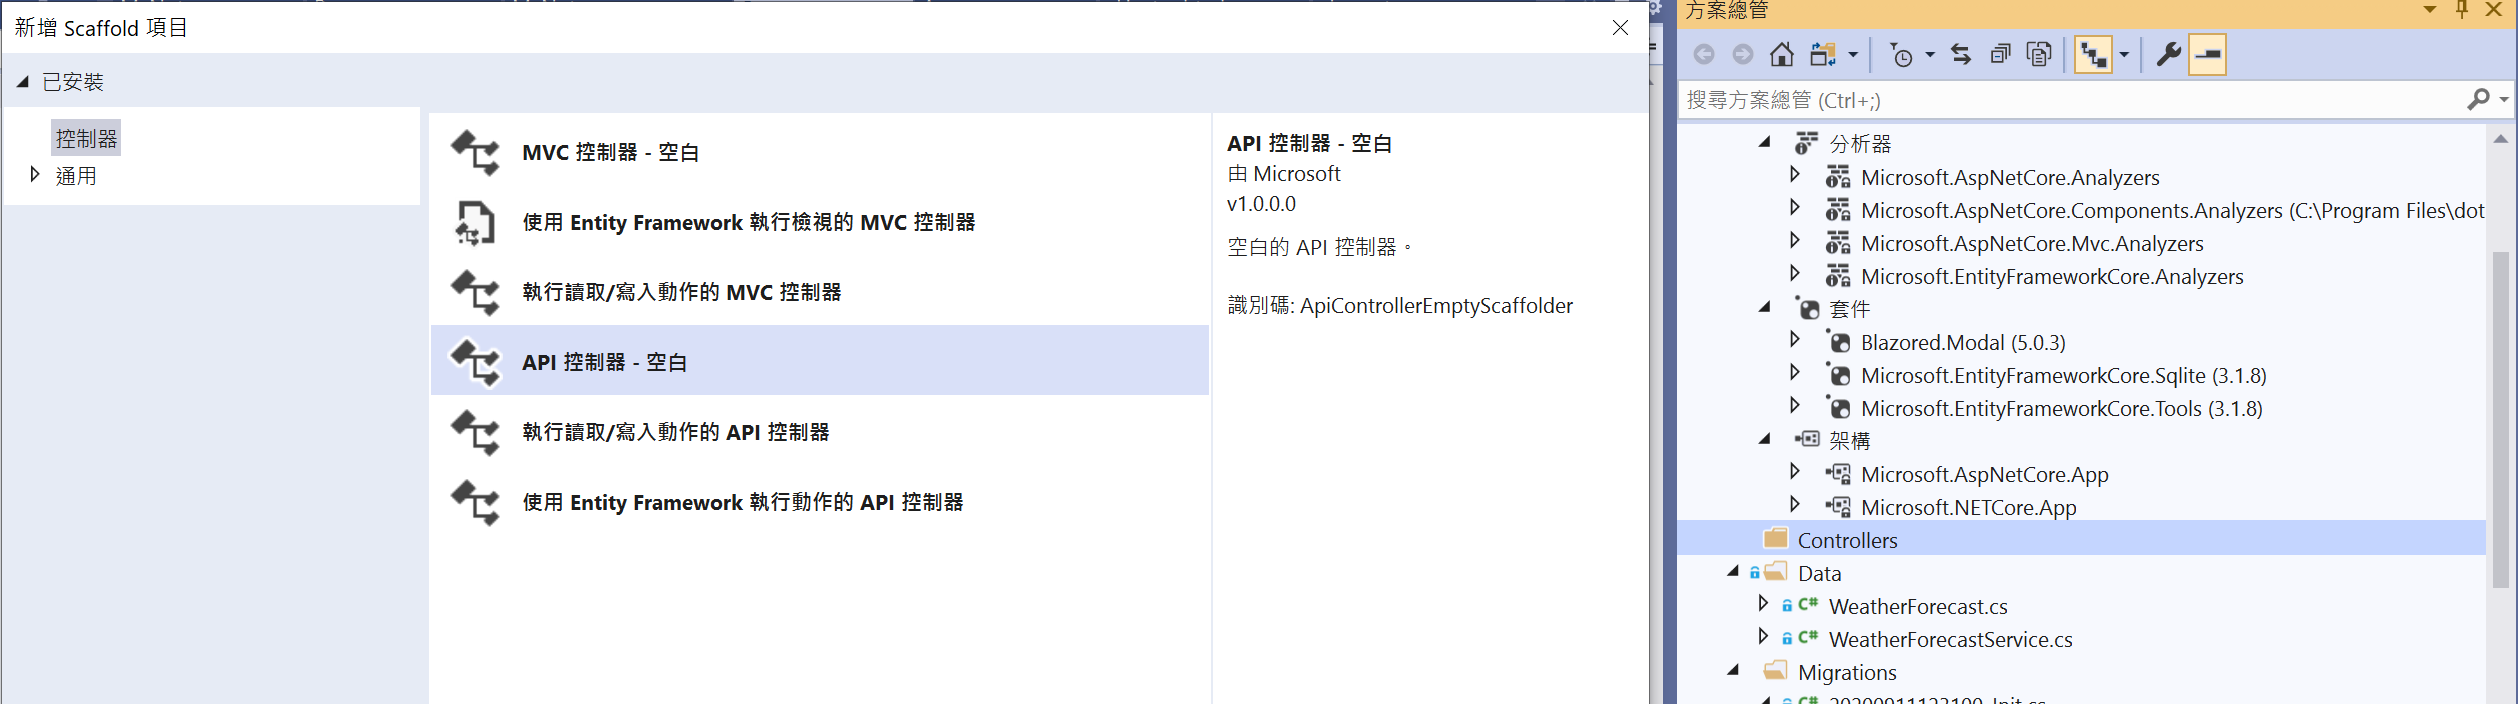 新增 Scaffold 項目
已安裝
控制器
通用
MVC 控制器 - 空白
使用 Entity Framework 執行檢視的 MVC 控制器
執行讀取/寫入動作的 MVC 控制器
API 控制器 - 空白
執行讀取/寫入動作的 API 控制器
使用 Entity Framework 執行動作的 API 控制器
API 控制器 - 空白
由 Microsoft
v1.0.0.0
空白的 API 控制器。
識別碼: ApiControllerEmptyScaffolder
方案總管
搜尋方案總管 (Ctrl+;)
分析器
Microsoft.AspNetCore.Analyzers
Microsoft.AspNetCore.Components.Analyzers (C:\Program Files\dot
Microsoft.AspNetCore.Mvc.Analyzers
Microsoft.EntityFrameworkCore.Analyzers
套件
Blazored.Modal (5.0.3)
Microsoft.EntityFrameworkCore.Sqlite (3.1.8)
Microsoft.EntityFrameworkCore.Tools (3.1.8)
架構
Microsoft.AspNetCore.App
Microsoft.NETCore.App
Controllers
Data
C# WeatherForecast.cs
C# WeatherForecastService.cs
Migrations
C# 20200911123100_Init.cs